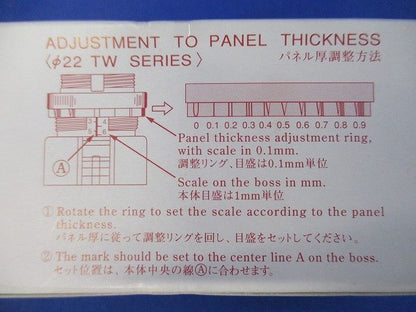 ADJUSTMENT TO PANEL THICKNESS
〈φ22 TW SERIES〉 パネル厚調整方法
0 0.1 0.2 0.3 0.4 0.5 0.6 0.7 0.8 0.9
3 4
5 6
Ⓐ
Panel thickness adjustment ring,
with scale in 0.1mm.
調整リング、目盛は0.1mm単位
Scale on the boss in mm.
本体目盛は1mm単位
① Rotate the ring to set the scale according to the panel
thickness.
パネル厚に従って調整リングを回し、目盛をセットしてください。
② The mark should be set to the center line A on the boss.
セット位置は、本体中央の線Ⓐに合わせます。